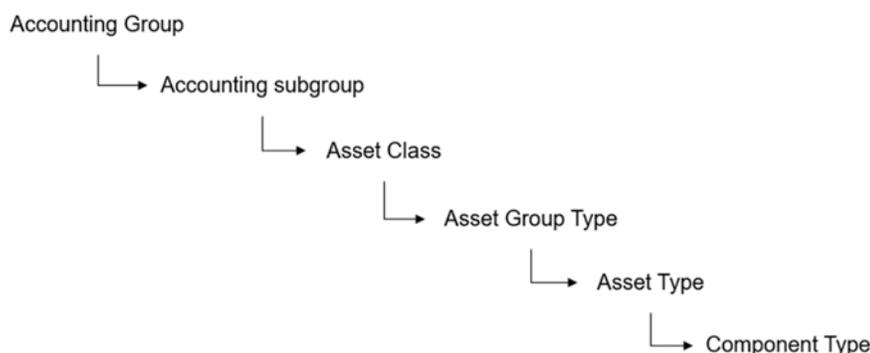 Accounting Group
Accounting subgroup
Asset Class
Asset Group Type
Asset Type
Component Type